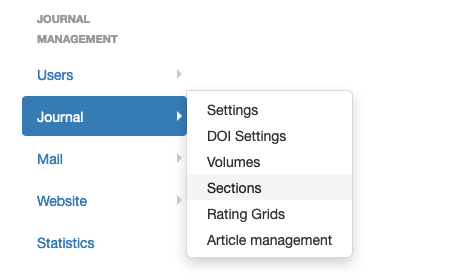 JOURNAL
MANAGEMENT
Users
Journal
Settings
DOI Settings
Volumes
Sections
Rating Grids
Article management
Mail
Website
Statistics